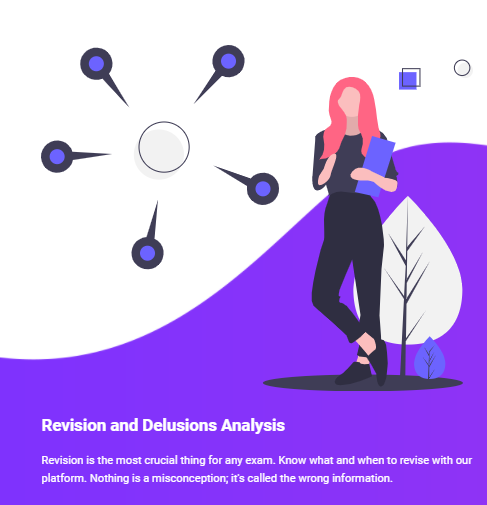 Revision and Delusions Analysis
Revision is the most crucial thing for any exam. Know what and when to revise with our
platform. Nothing is a misconception; it's called the wrong information.